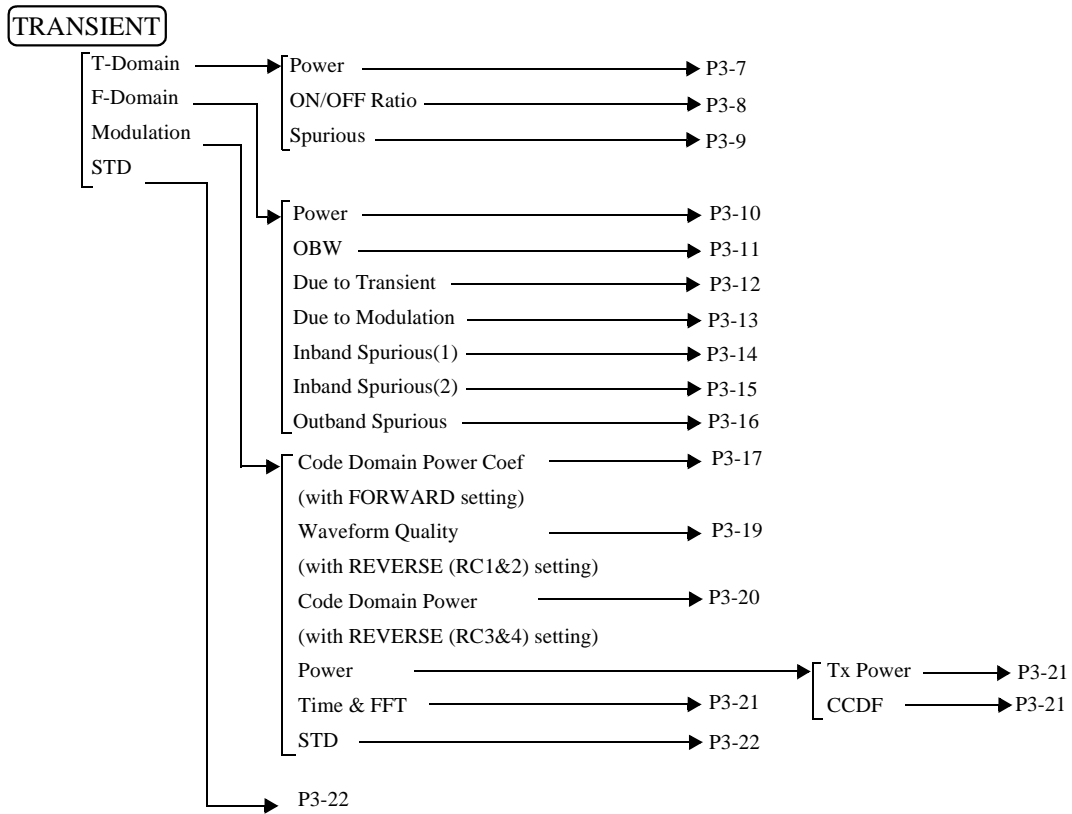 TRANSIENT
T-Domain
F-Domain
Modulation
STD
Power P3-7
ON/OFF Ratio P3-8
Spurious P3-9
Power P3-10
OBW P3-11
Due to Transient P3-12
Due to Modulation P3-13
Inband Spurious(1) P3-14
Inband Spurious(2) P3-15
Outband Spurious P3-16
Code Domain Power Coef P3-17
(with FORWARD setting)
Waveform Quality P3-19
(with REVERSE (RC1&2) setting)
Code Domain Power P3-20
(with REVERSE (RC3&4) setting)
Power Tx Power P3-21
Time & FFT P3-21 CCDF P3-21
STD P3-22
P3-22